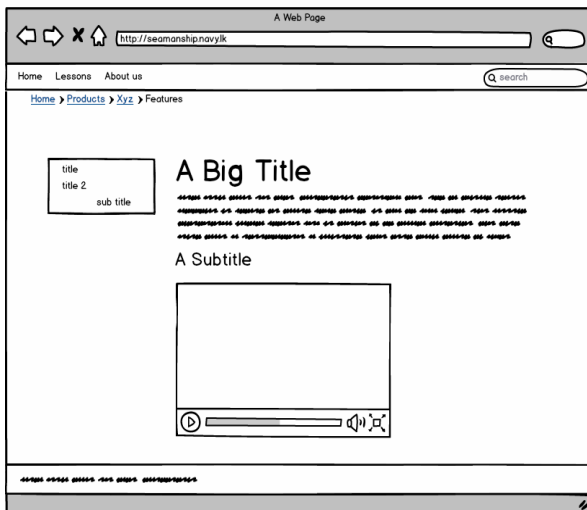 A Web Page
http://seamanship.navy.lk
Home Lessons About us
search
Home > Products > Xyz > Features
title
title 2
sub title
A Big Title
A Subtitle